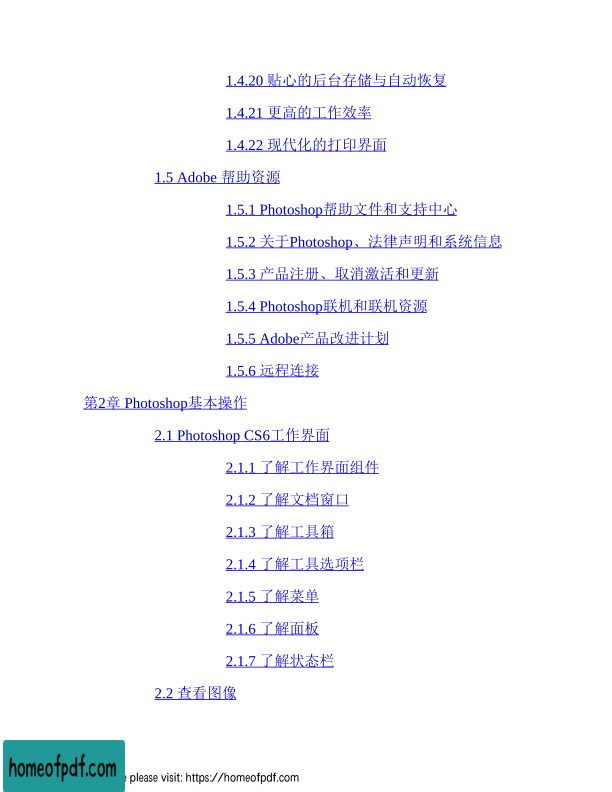 1.4.20 贴心的后台存储与自动恢复
1.4.21 更高的工作效率
1.4.22 现代化的打印界面
1.5 Adobe 帮助资源
1.5.1 Photoshop帮助文件和支持中心
1.5.2 关于Photoshop、法律声明和系统信息
1.5.3 产品注册、取消激活和更新
1.5.4 Photoshop联机和联机资源
1.5.5 Adobe产品改进计划
1.5.6 远程连接
第2章 Photoshop基本操作
2.1 Photoshop CS6工作界面
2.1.1 了解工作界面组件
2.1.2 了解文档窗口
2.1.3 了解工具箱
2.1.4 了解工具选项栏
2.1.5 了解菜单
2.1.6 了解面板
2.1.7 了解状态栏
2.2 查看图像
homeofpdf.com
please visit: https://homeofpdf.com